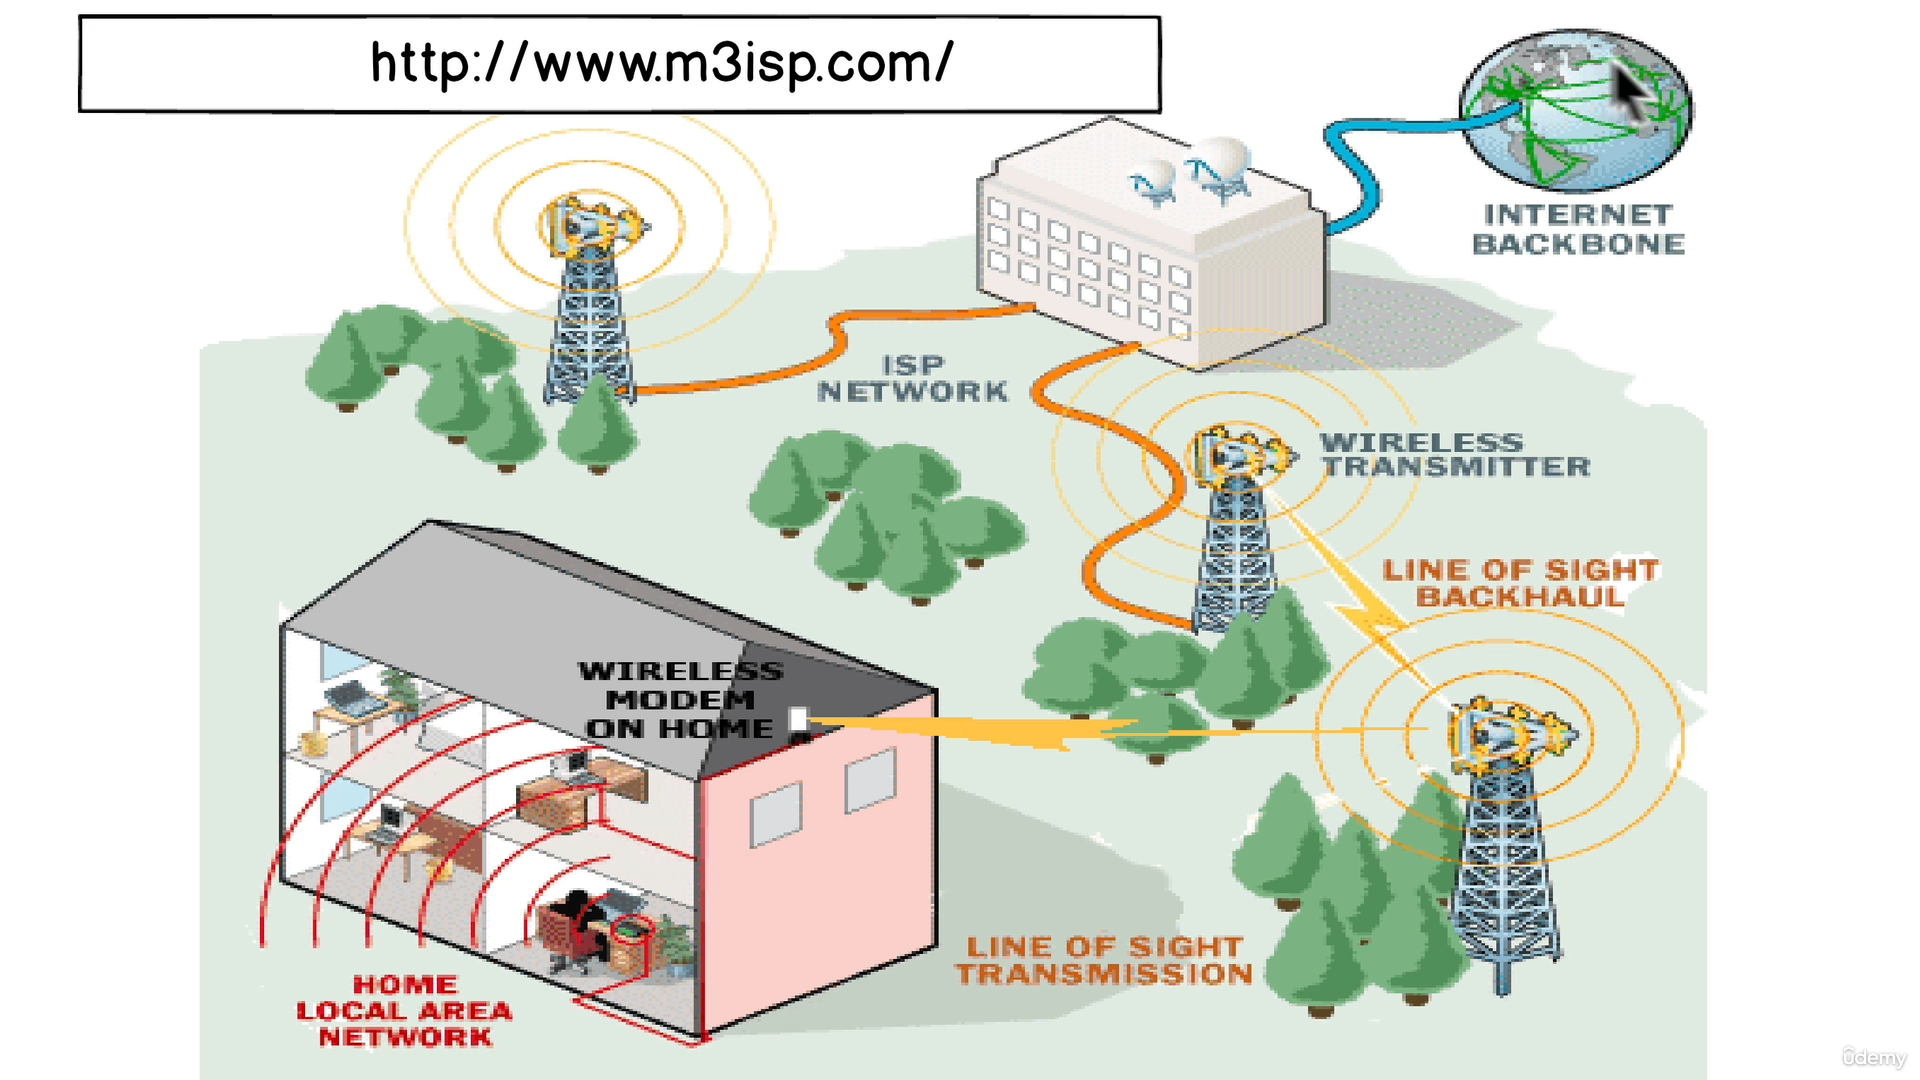 http://www.m3isp.com/
INTERNET
BACKBONE
ISP
NETWORK
WIRELESS
TRANSMITTER
LINE OF SIGHT
BACKHAUL
WIRELESS
MODEM
ON HOME
LINE OF SIGHT
TRANSMISSION
HOME
LOCAL AREA
NETWORK
ûdemy